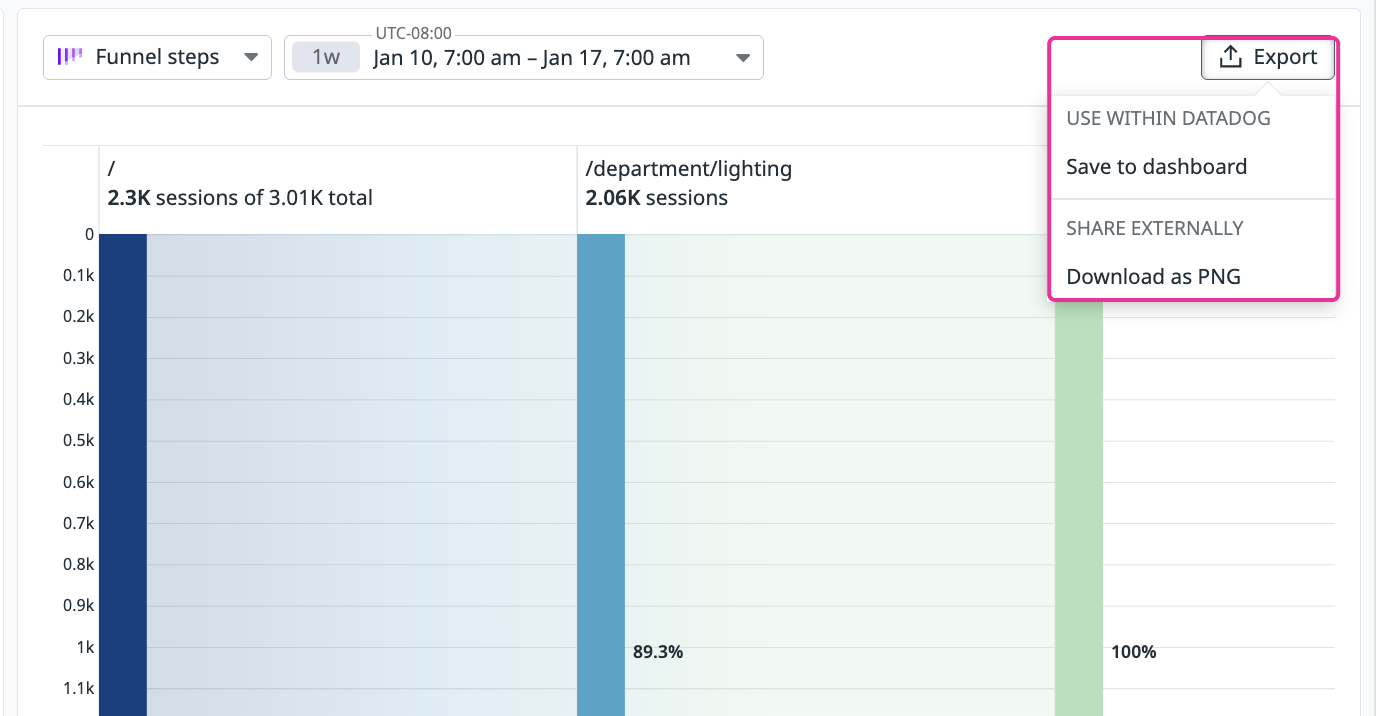 UTC-08:00
Funnel steps
1w
Jan 10, 7:00 am – Jan 17, 7:00 am
Export
USE WITHIN DATADOG
Save to dashboard
SHARE EXTERNALLY
Download as PNG
/
2.3K sessions of 3.01K total
/department/lighting
2.06K sessions
0
0.1k
0.2k
0.3k
0.4k
0.5k
0.6k
0.7k
0.8k
0.9k
1k
89.3%
100%
1.1k